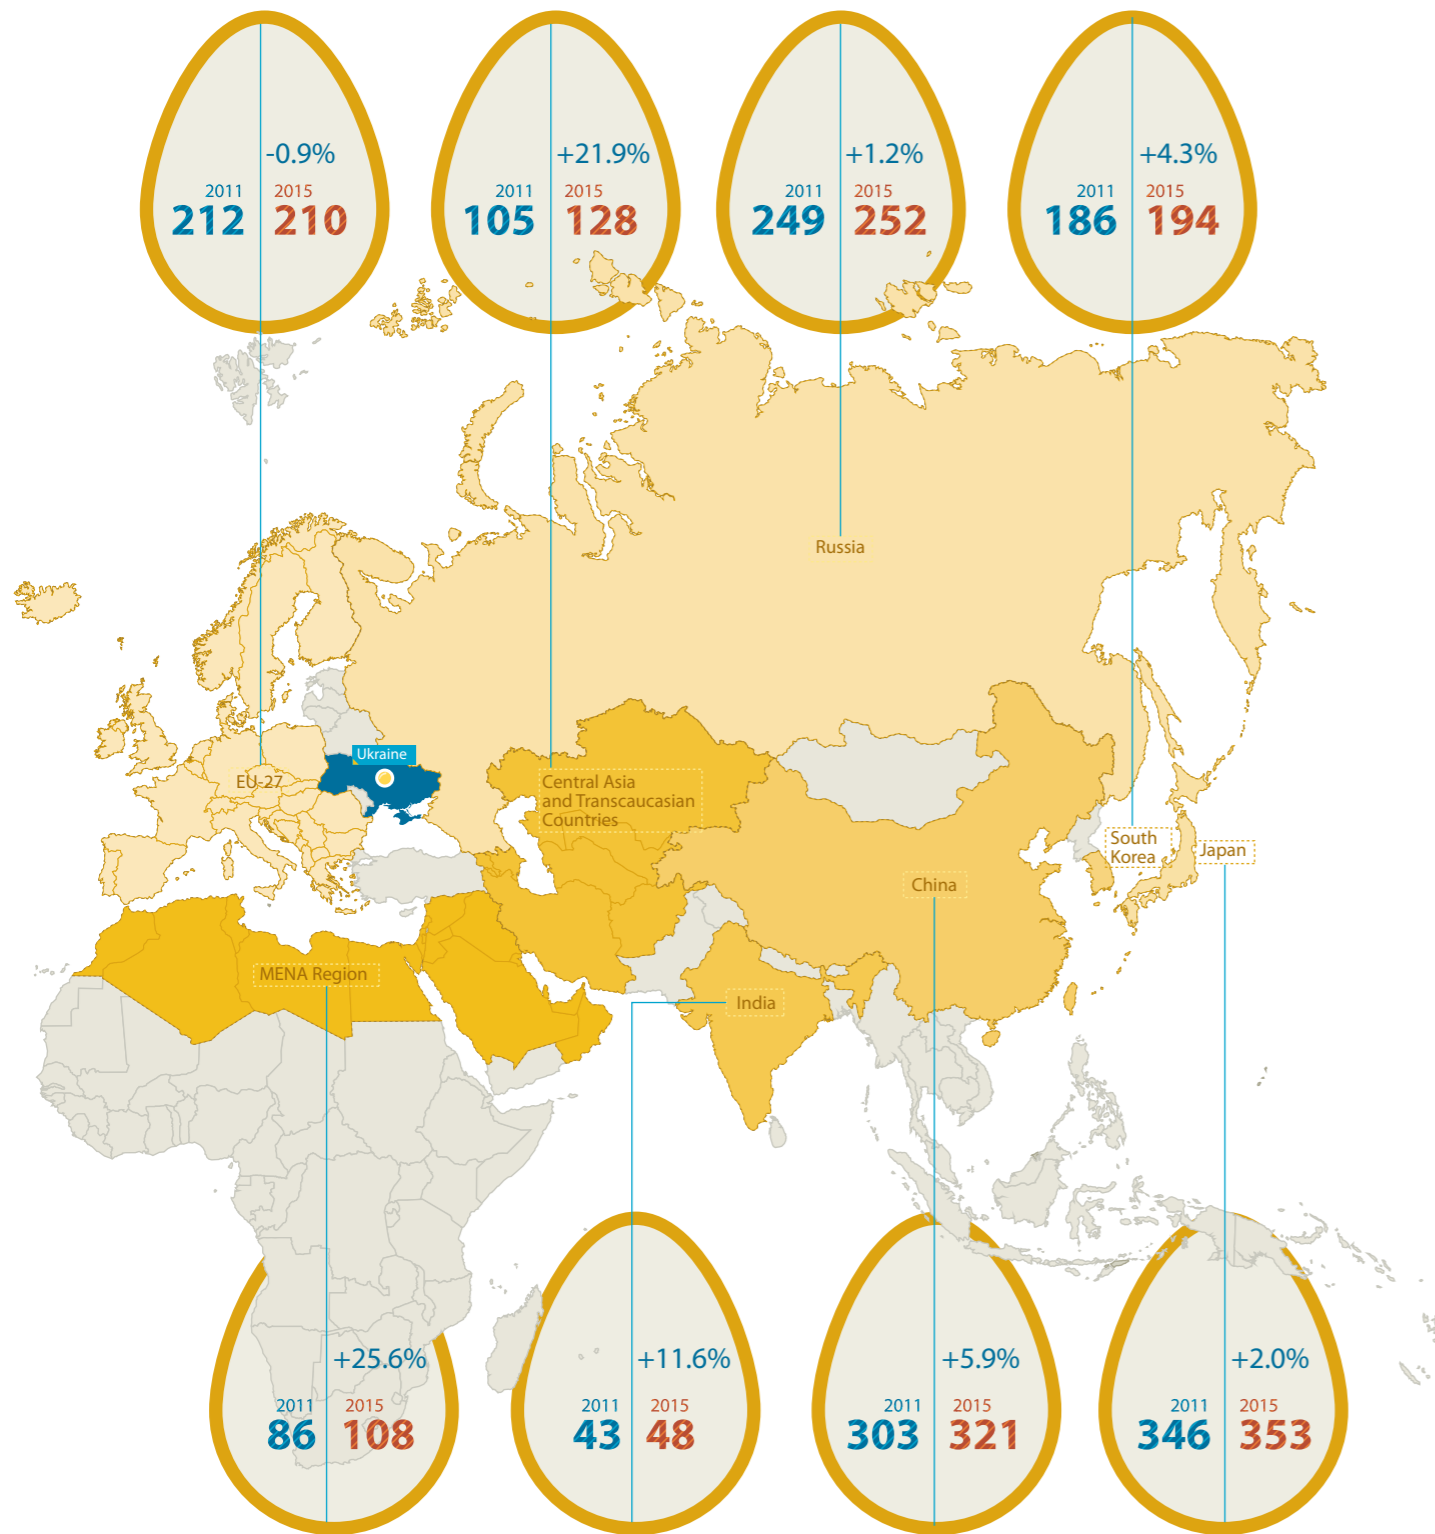 -0.9%
2011 2015
212 210
+21.9%
2011 2015
105 128
+1.2%
2011 2015
249 252
+4.3%
2011 2015
186 194
Russia
Ukraine
EU-27
Central Asia
and Transcaucasian
Countries
South
Korea
Japan
China
MENA Region
India
+25.6%
2011 2015
86 108
+11.6%
2011 2015
43 48
+5.9%
2011 2015
303 321
+2.0%
2011 2015
346 353